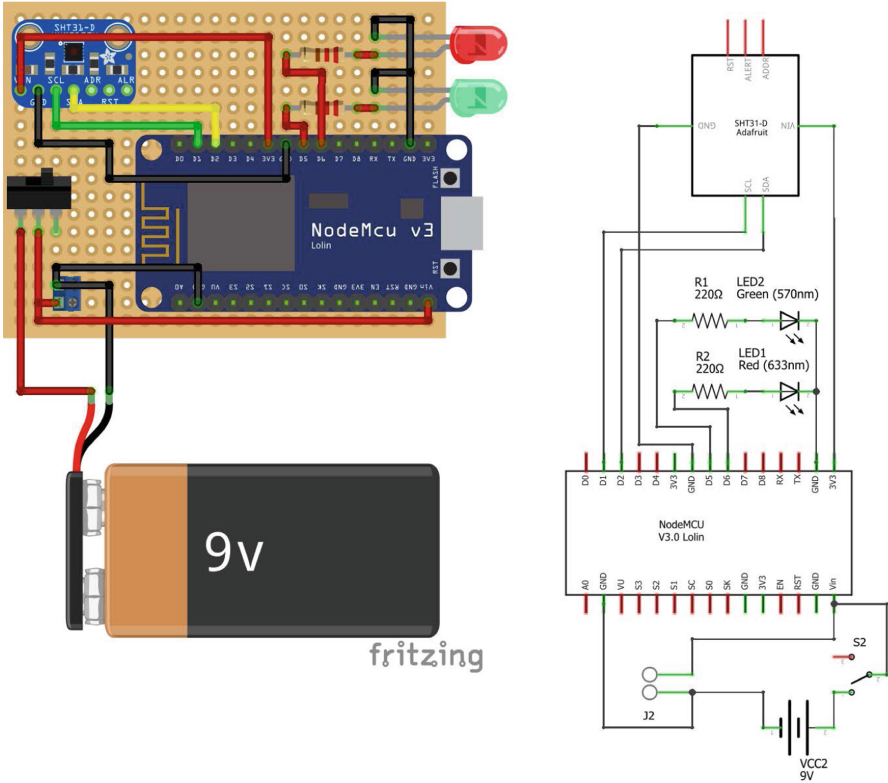 SHT31-D
VIN SCL ADR ALR
GND SDA RST
D0 D1 D2 D3 D4 3V3 GND D5 D6 D7 D8 RX TX GND 3V3
FLASH
NodeMcu v3
Lolin
RST
A0 GND VU S3 S2 S1 SC S0 SK GND 3V3 EN RST GND Vin
9v
fritzing
RST
ALERT
ADDR
GND
SHT31-D
Adafruit
VIN
SCL
SDA
R1
220Ω
LED2
Green (570nm)
R2
220Ω
LED1
Red (633nm)
D0 D1 D2 D3 D4 3V3 GND D5 D6 D7 D8 RX TX GND 3V3
NodeMCU
V3.0 Lolin
A0 GND VU S3 S2 S1 SC S0 SK GND 3V3 EN RST GND Vin
S2
J2
VCC2
9V